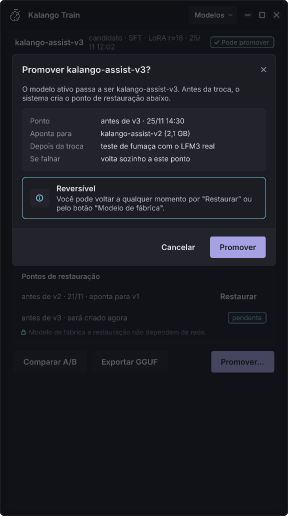 Kalango Train
Modelos
kalango-assist-v3
candidato · SFT · LoRA r=16 · 25/
11 12:02
Pode promover
Promover kalango-assist-v3?
O modelo ativo passa a ser kalango-assist-v3. Antes da troca, o
sistema cria o ponto de restauração abaixo.
Ponto antes de v3 · 25/11 14:30
Aponta para kalango-assist-v2 (2,1 GB)
Depois da troca teste de fumaça com o LFM3 real
Se falhar volta sozinho a este ponto
Reversível
Você pode voltar a qualquer momento por "Restaurar" ou
pelo botão "Modelo de fábrica".
Cancelar Promover
Pontos de restauração
antes de v2 · 21/11 · aponta para v1 Restaurar
antes de v3 · será criado agora pendente
Modelo de fábrica e restauração não dependem da rede.
Comparar A/B Exportar GGUF Promover...